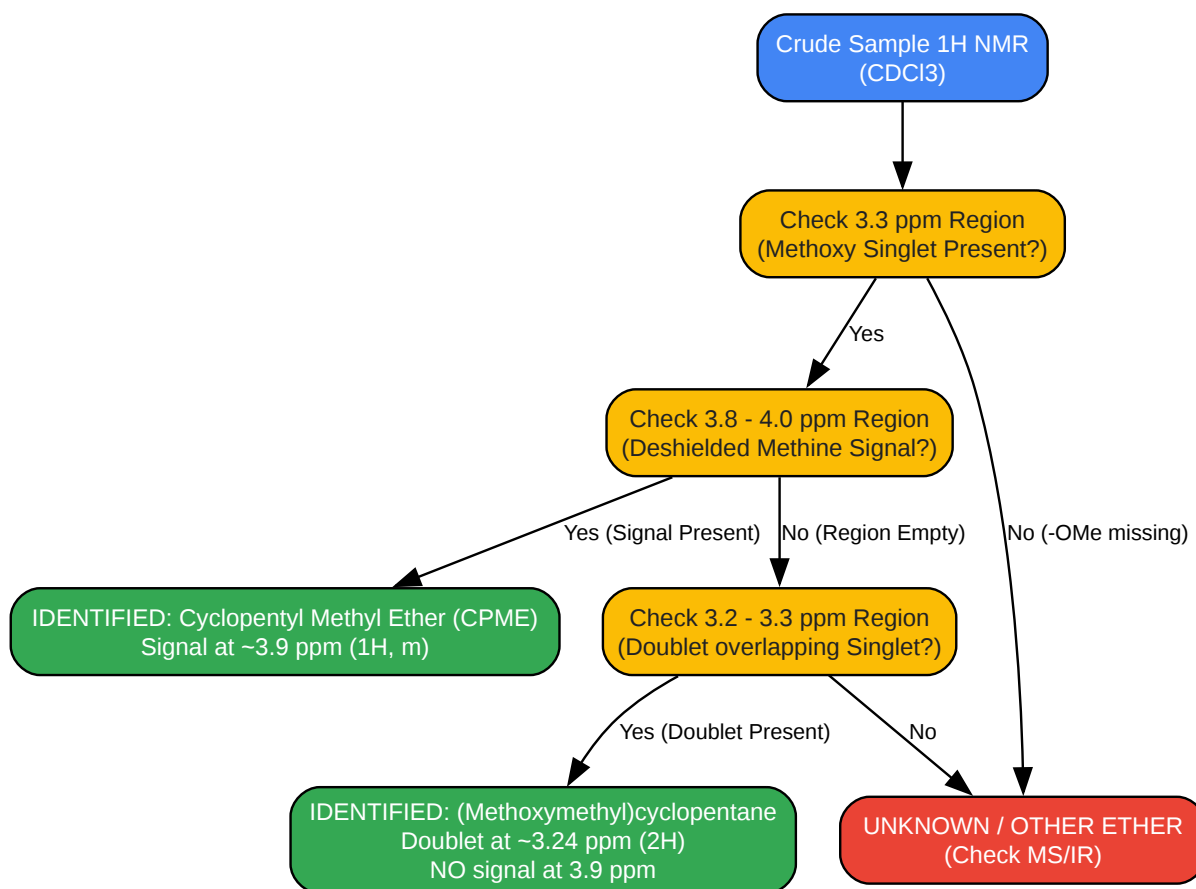 Crude Sample 1H NMR
(CDCl3)
Check 3.3 ppm Region
(Methoxy Singlet Present?)
Yes
Check 3.8 - 4.0 ppm Region
(Deshielded Methine Signal?)
Yes (Signal Present)
No (Region Empty)
No (-OMe missing)
IDENTIFIED: Cyclopentyl Methyl Ether (CPME)
Signal at ~3.9 ppm (1H, m)
Check 3.2 - 3.3 ppm Region
(Doublet overlapping Singlet?)
Yes (Doublet Present)
No
IDENTIFIED: (Methoxymethyl)cyclopentane
Doublet at ~3.24 ppm (2H)
NO signal at 3.9 ppm
UNKNOWN / OTHER ETHER
(Check MS/IR)